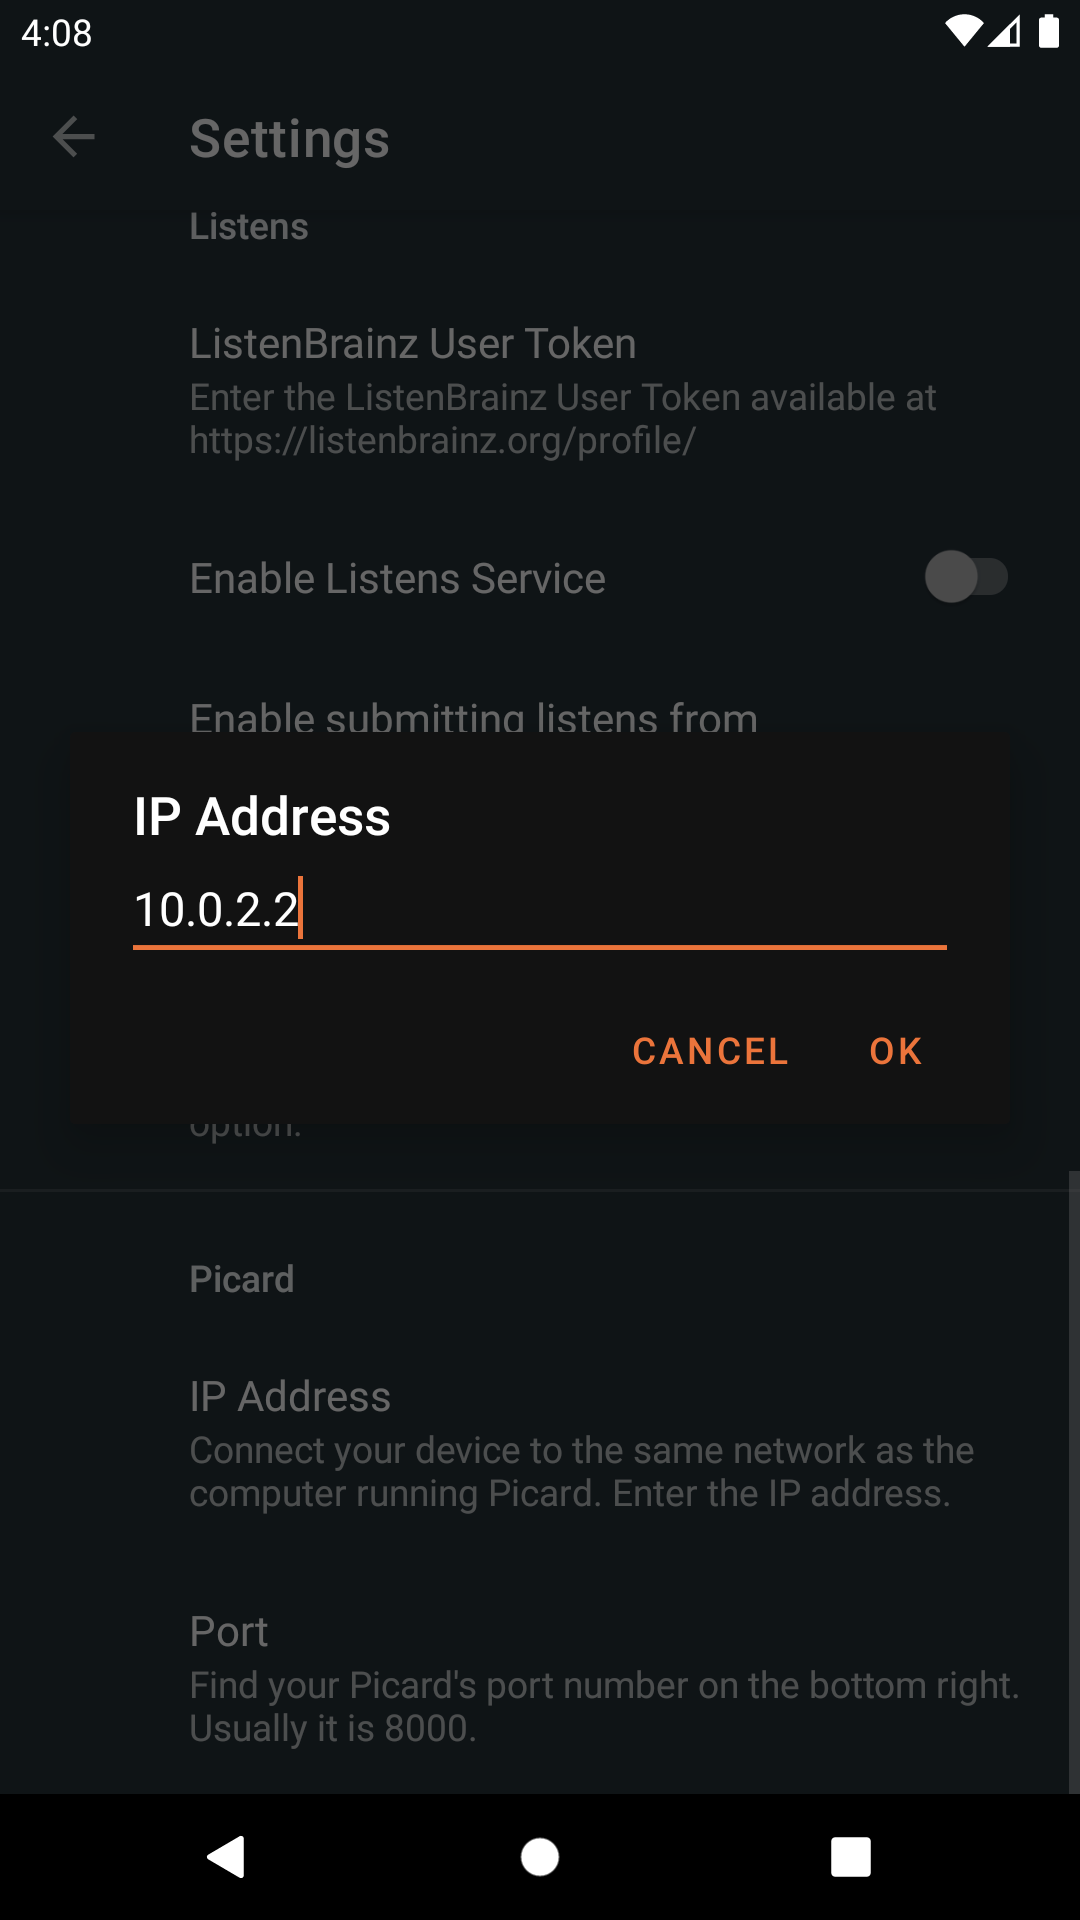 4:08
Settings
Listens
ListenBrainz User Token
Enter the ListenBrainz User Token available at
https://listenbrainz.org/profile/
Enable Listens Service
Enable submitting listens from
IP Address
10.0.2.2
CANCEL OK
option.
Picard
IP Address
Connect your device to the same network as the
computer running Picard. Enter the IP address.
Port
Find your Picard's port number on the bottom right.
Usually it is 8000.